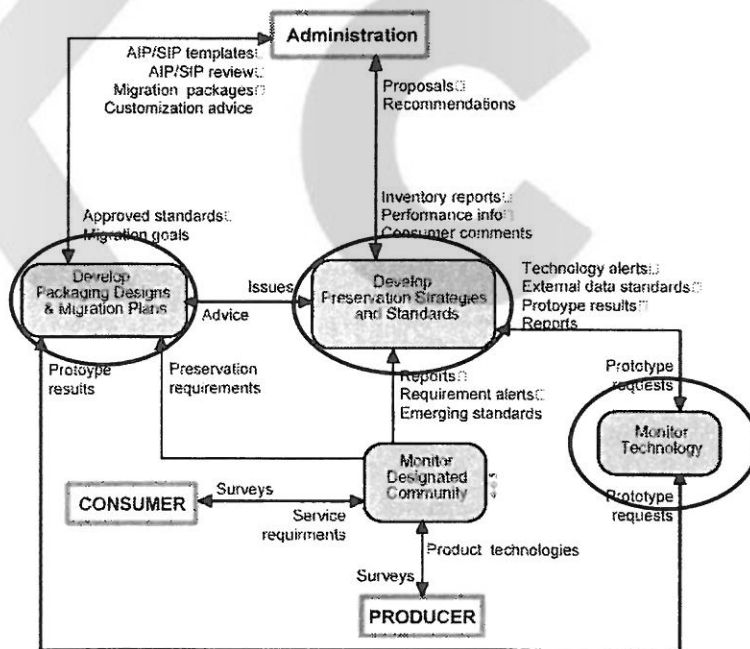 Administration
AIP/SIP templates
AIP/SIP review
Migration packages
Customization advice
Proposals
Recommendations
Approved standards
Migration goals
Inventory reports
Performance info
Consumer comments
Develop
Packaging Designs
& Migration Plans
Issues
Advice
Develop
Preservation Strategies
and Standards
Technology alerts
External data standards
Protoype results
Reports
Protoype
results
Preservation
requirements
Reports
Requirement alerts
Emerging standards
Prototype
requests
Monitor
Technology
Prototype
requests
Monitor
Designated
Community
CONSUMER
Surveys
Service
requirments
Product technologies
Surveys
PRODUCER